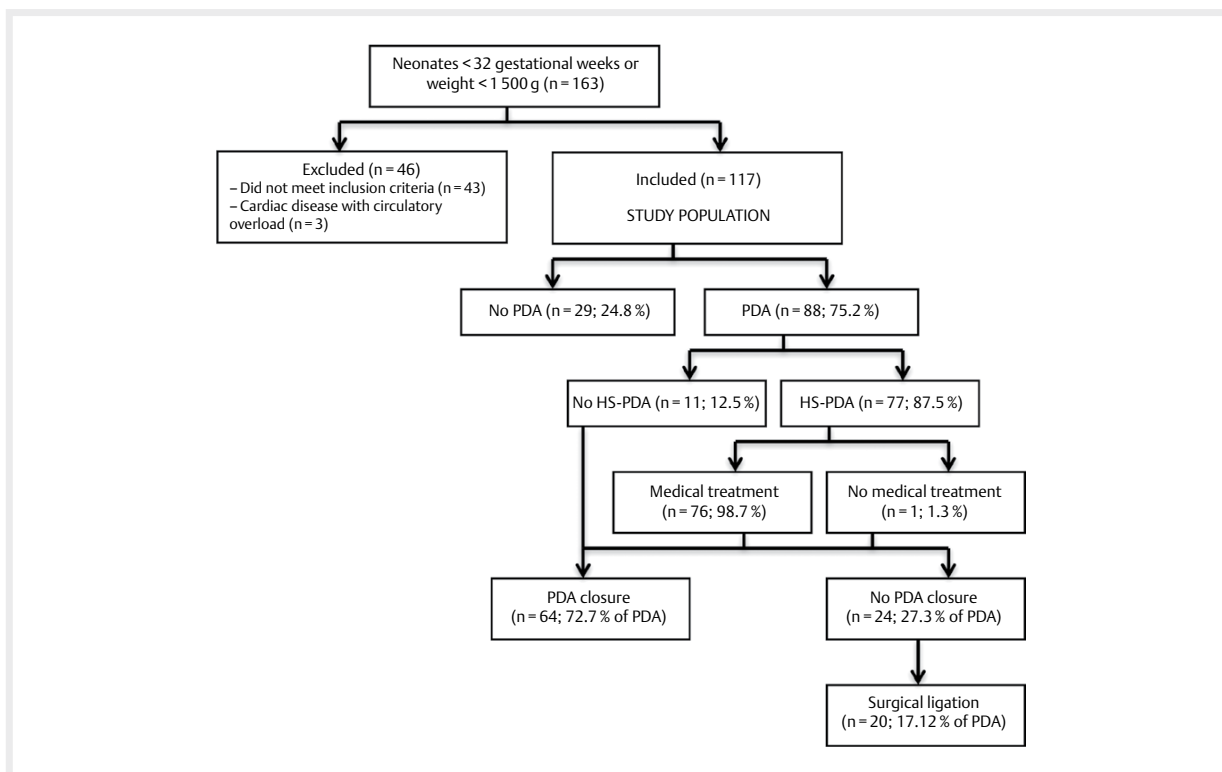 Neonates < 32 gestational weeks or
weight < 1 500 g (n = 163)
Excluded (n = 46)
– Did not meet inclusion criteria (n = 43)
– Cardiac disease with circulatory
overload (n = 3)
Included (n = 117)
STUDY POPULATION
No PDA (n = 29; 24.8 %)
PDA (n = 88; 75.2 %)
No HS-PDA (n = 11; 12.5 %)
HS-PDA (n = 77; 87.5 %)
Medical treatment
(n = 76; 98.7 %)
No medical treatment
(n = 1; 1.3 %)
PDA closure
(n = 64; 72.7 % of PDA)
No PDA closure
(n = 24; 27.3 % of PDA)
Surgical ligation
(n = 20; 17.12 % of PDA)